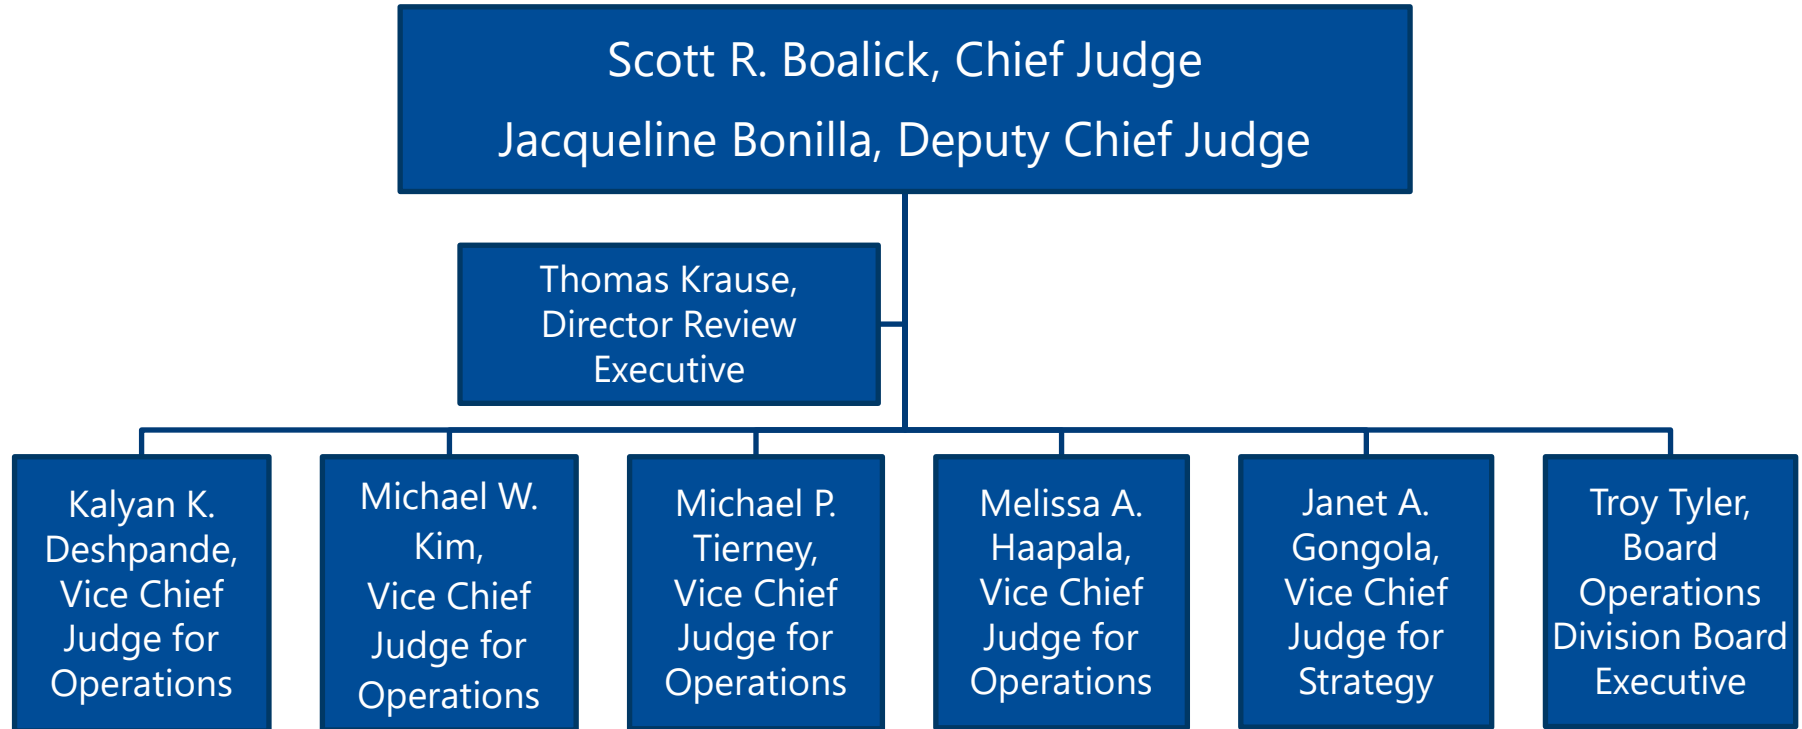 Scott R. Boalick, Chief Judge
Jacqueline Bonilla, Deputy Chief Judge
Thomas Krause,
Director Review
Executive
Kalyan K.
Deshpande,
Vice Chief
Judge for
Operations
Michael W.
Kim,
Vice Chief
Judge for
Operations
Michael P.
Tierney,
Vice Chief
Judge for
Operations
Melissa A.
Haapala,
Vice Chief
Judge for
Operations
Janet A.
Gongola,
Vice Chief
Judge for
Strategy
Troy Tyler,
Board
Operations
Division Board
Executive